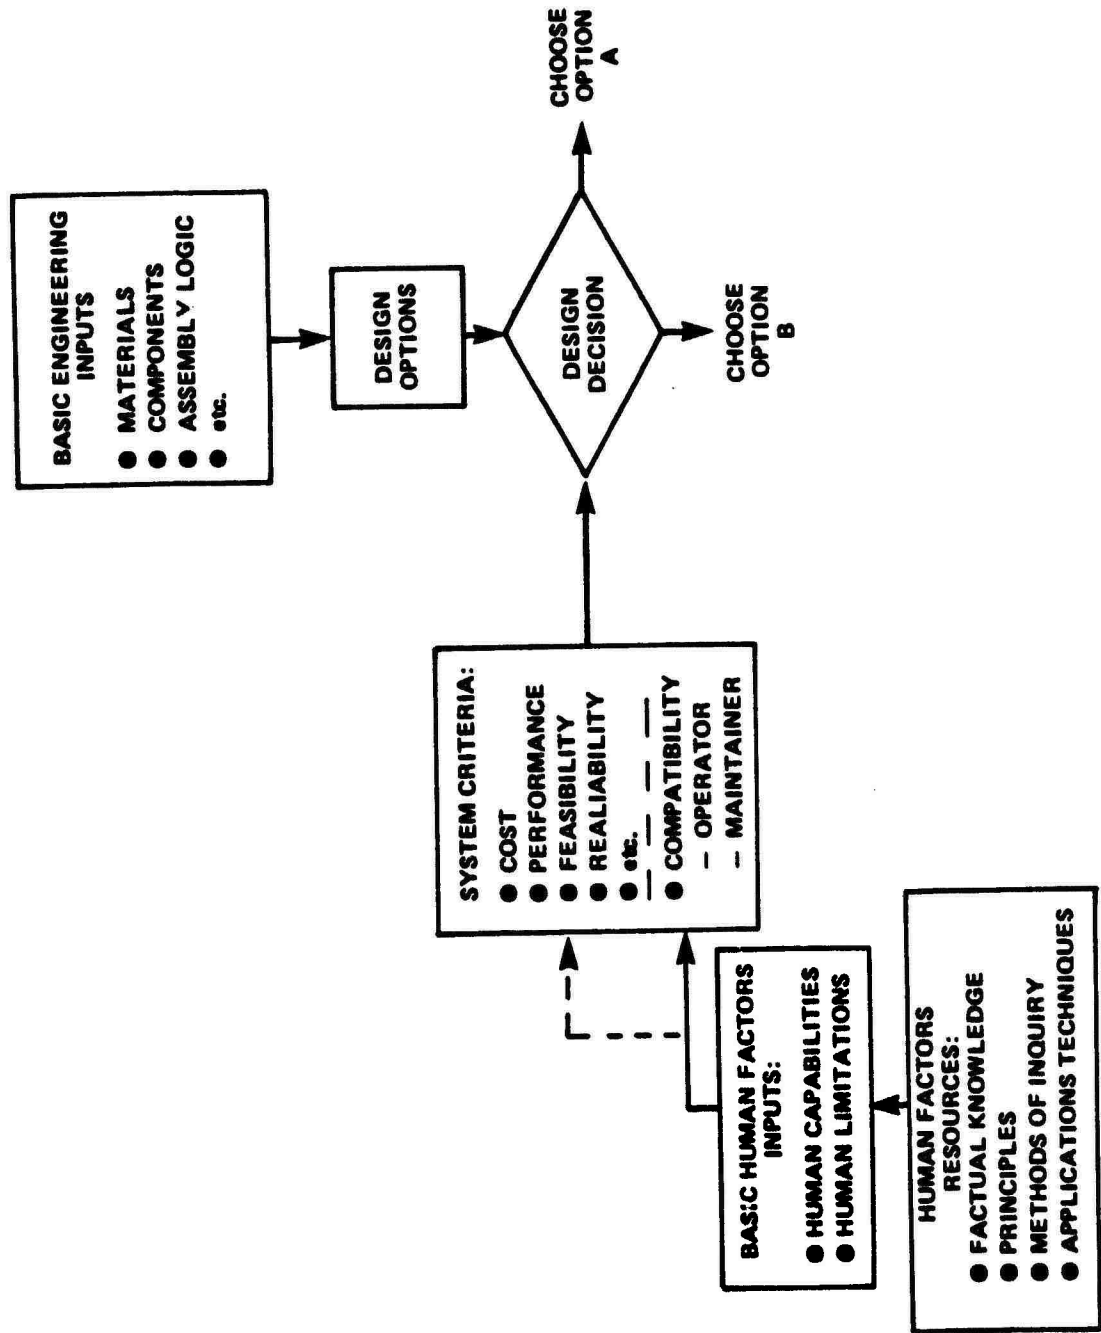 BASIC ENGINEERING
INPUTS
● MATERIALS
● COMPONENTS
● ASSEMBLY LOGIC
● etc.
DESIGN
OPTIONS
DESIGN
DECISION
CHOOSE
OPTION
A
CHOOSE
OPTION
B
SYSTEM CRITERIA:
● COST
● PERFORMANCE
● FEASIBILITY
● REALIABILITY
● etc.
● COMPATIBILITY
– OPERATOR
– MAINTAINER
BASIC HUMAN FACTORS
INPUTS:
● HUMAN CAPABILITIES
● HUMAN LIMITATIONS
HUMAN FACTORS
RESOURCES:
● FACTUAL KNOWLEDGE
● PRINCIPLES
● METHODS OF INQUIRY
● APPLICATIONS TECHNIQUES